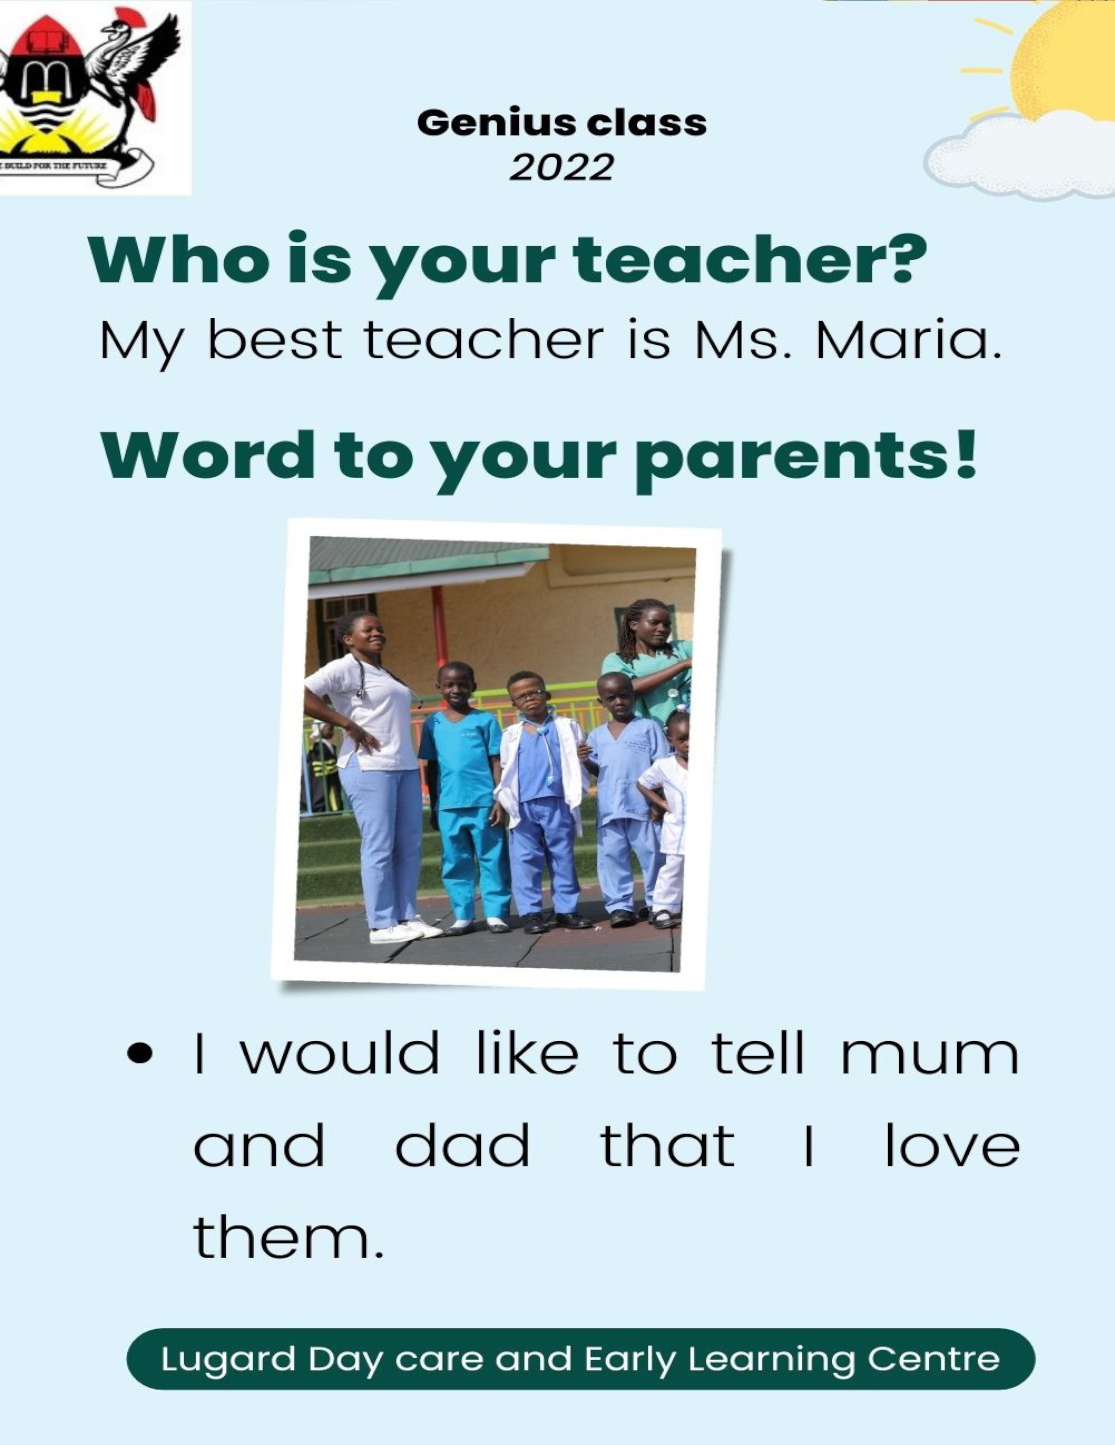 BUILD FOR THE FUTURE
Genius class
2022
Who is your teacher?
My best teacher is Ms. Maria.
Word to your parents!
I would like to tell mum
and dad that I love
them.
Lugard Day care and Early Learning Centre